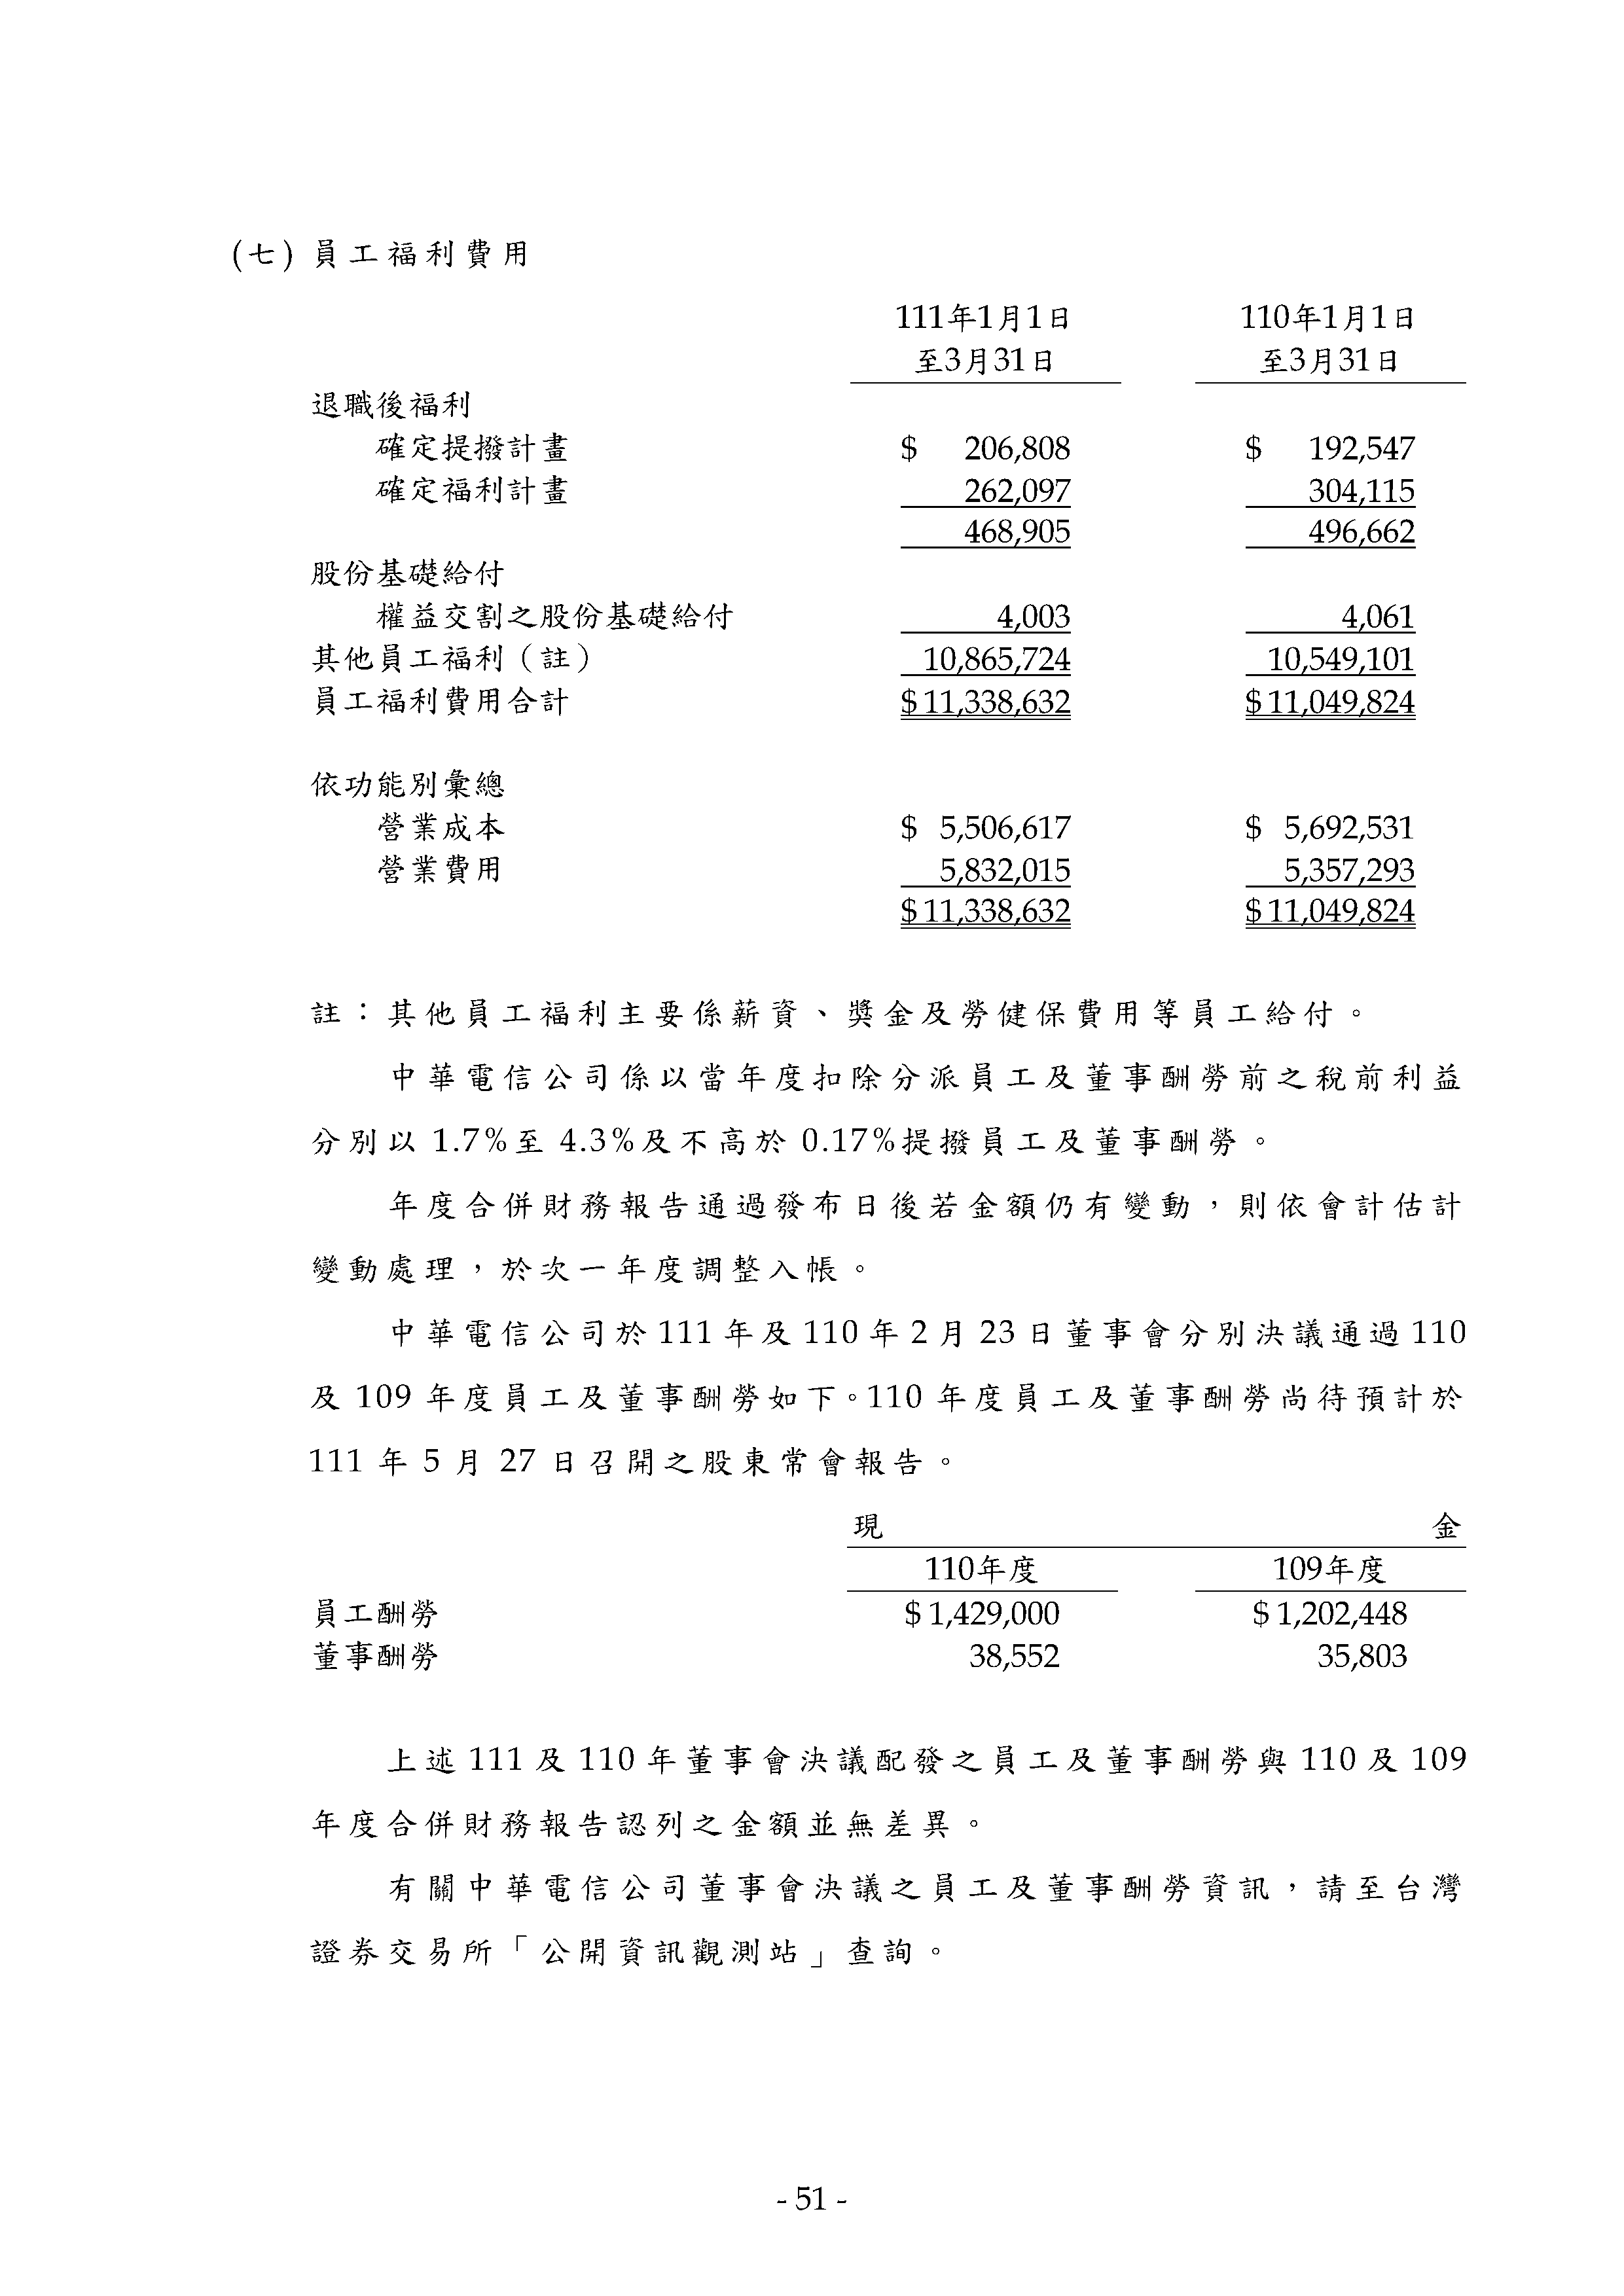 (七) 員工福利費用
111年1月1日 110年1月1日
至3月31日 至3月31日
退職後福利
確定提撥計畫 $ 206,808 $ 192,547
確定福利計畫 262,097 304,115
468,905 496,662
股份基礎給付
權益交割之股份基礎給付 4,003 4,061
其他員工福利（註） 10,865,724 10,549,101
員工福利費用合計 $ 11,338,632 $ 11,049,824
依功能別彙總
營業成本 $ 5,506,617 $ 5,692,531
營業費用 5,832,015 5,357,293
$ 11,338,632 $ 11,049,824
註：其他員工福利主要係薪資、獎金及勞健保費用等員工給付。
中華電信公司係以當年度扣除分派員工及董事酬勞前之稅前利益
分別以 1.7%至 4.3%及不高於 0.17%提撥員工及董事酬勞。
年度合併財務報告通過發布日後若金額仍有變動，則依會計估計
變動處理，於次一年度調整入帳。
中華電信公司於 111 年及 110 年 2 月 23 日董事會分別決議通過 110
及 109 年度員工及董事酬勞如下。110 年度員工及董事酬勞尚待預計於
111 年 5 月 27 日召開之股東常會報告。
現 金
110年度 109年度
員工酬勞 $ 1,429,000 $ 1,202,448
董事酬勞 38,552 35,803
上述 111 及 110 年董事會決議配發之員工及董事酬勞與 110 及 109
年度合併財務報告認列之金額並無差異。
有關中華電信公司董事會決議之員工及董事酬勞資訊，請至台灣
證券交易所「公開資訊觀測站」查詢。
- 51 -